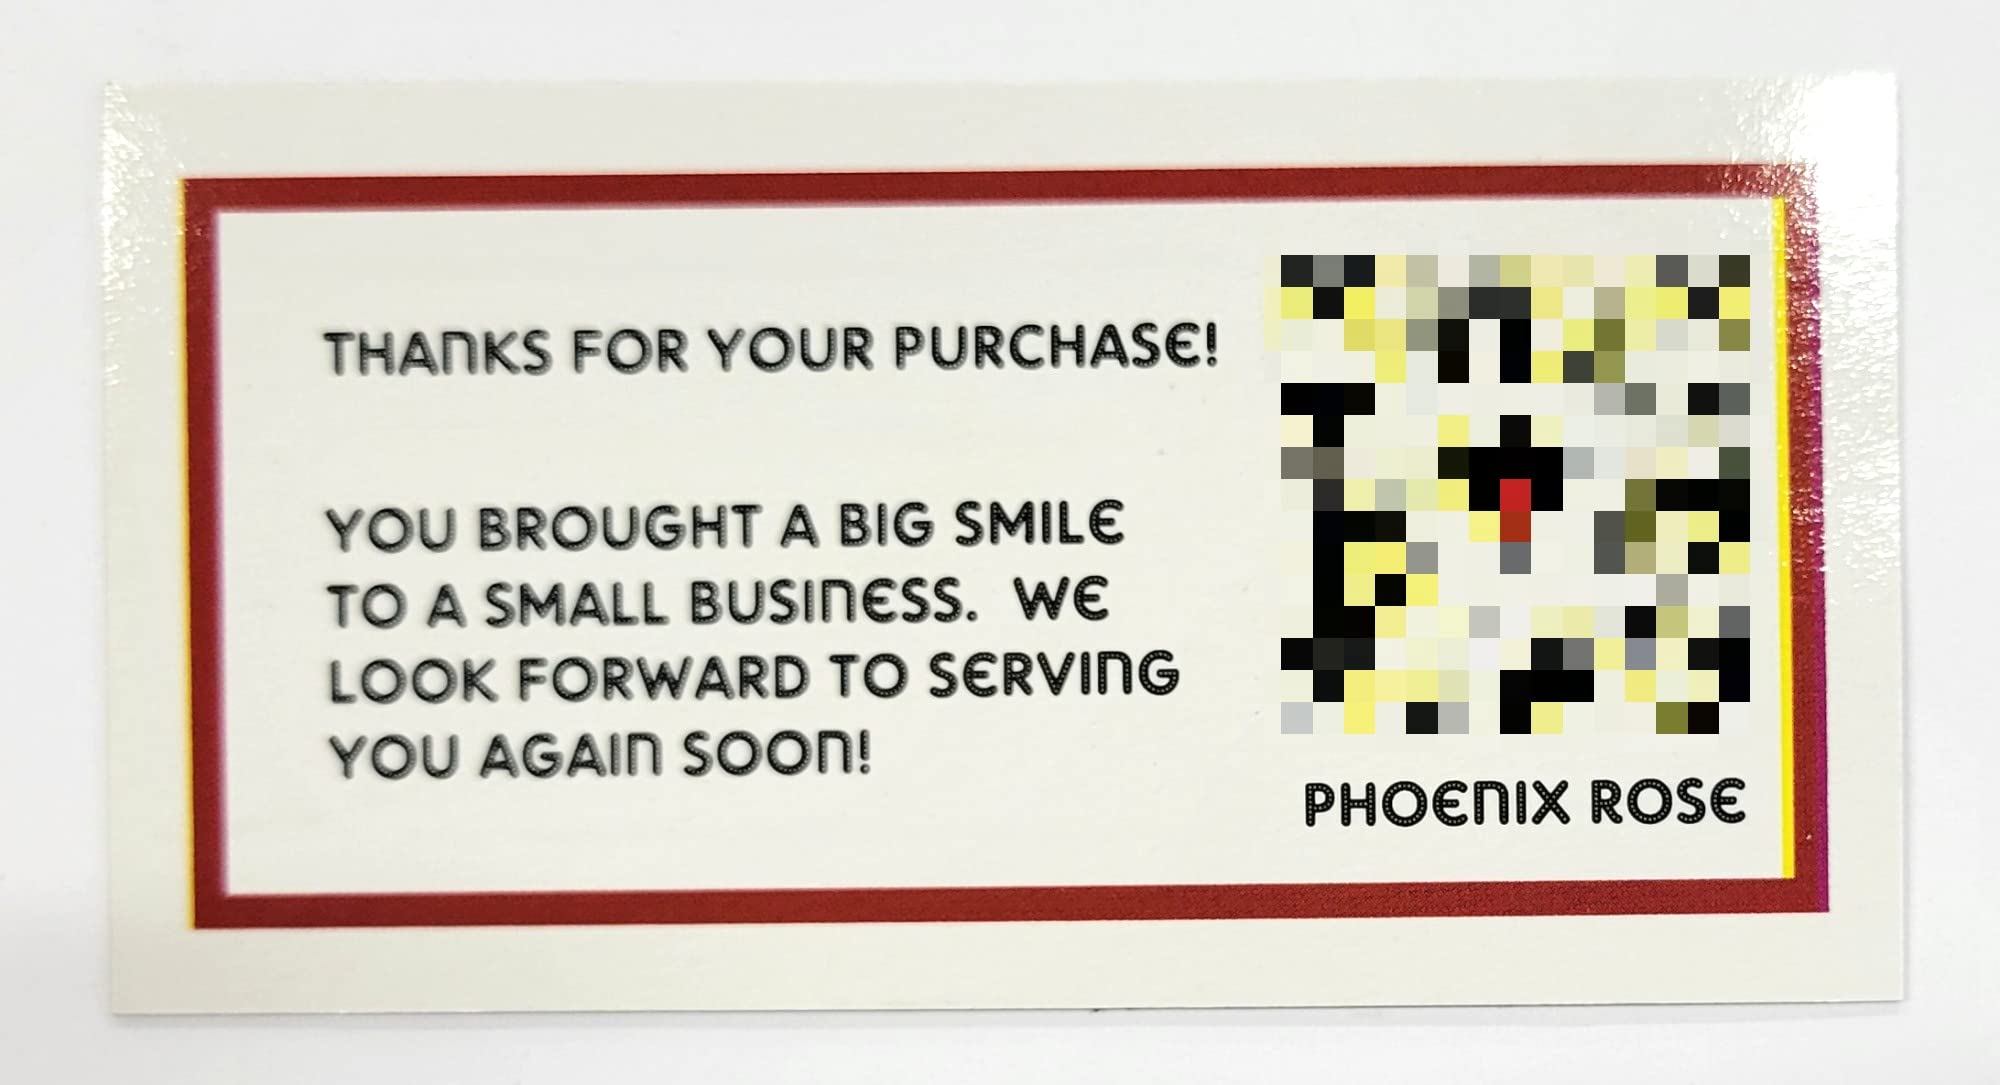 THANKS FOR YOUR PURCHASE!
YOU BROUGHT A BIG SMILE
TO A SMALL BUSINESS.  WE
LOOK FORWARD TO SERVING
YOU AGAIN SOON!
PHOENIX ROSE